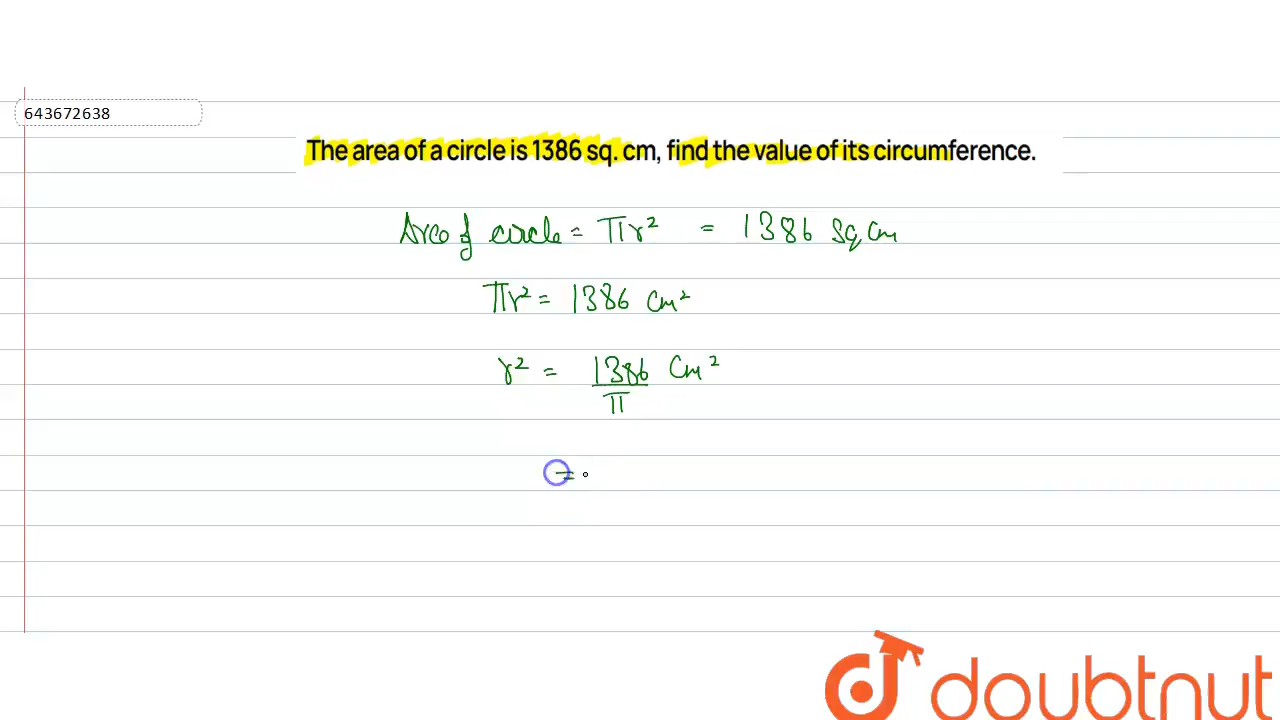 643672638
The area of a circle is 1386 sq. cm, find the value of its circumference.
Area of circle = πr² = 1386 sq cm
πr² = 1386 cm²
r² = 1386/π cm²
=
doubtnut